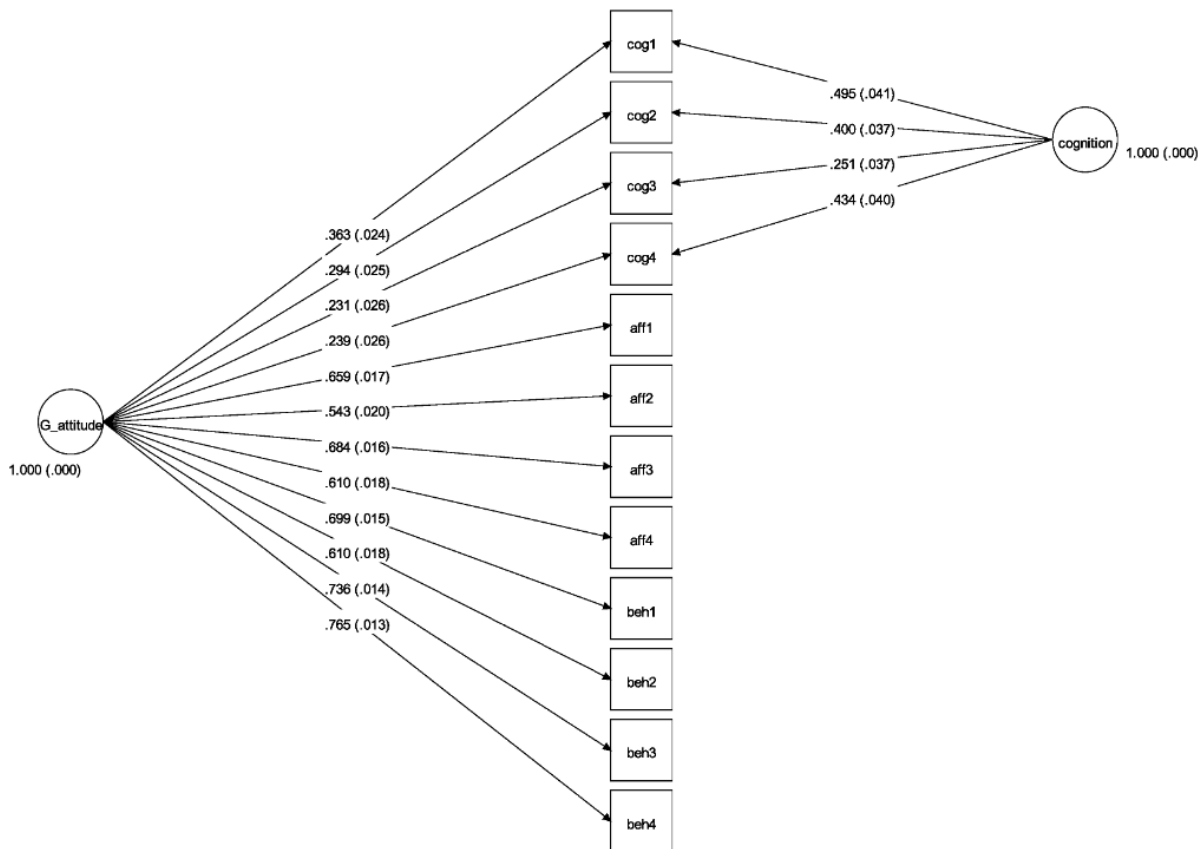 cog1
cog2
cog3
cog4
aff1
aff2
aff3
aff4
beh1
beh2
beh3
beh4
.495 (.041)
.400 (.037)
.251 (.037)
.434 (.040)
cognition
1.000 (.000)
.363 (.024)
.294 (.025)
.231 (.026)
.239 (.026)
.659 (.017)
.543 (.020)
.684 (.016)
.610 (.018)
.699 (.015)
.610 (.018)
.736 (.014)
.765 (.013)
G_attitude
1.000 (.000)